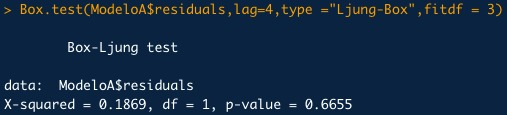 > Box.test(ModeloA$residuals,lag=4,type ="Ljung-Box",fitdf = 3)
Box-Ljung test
data:  ModeloA$residuals
X-squared = 0.1869, df = 1, p-value = 0.6655